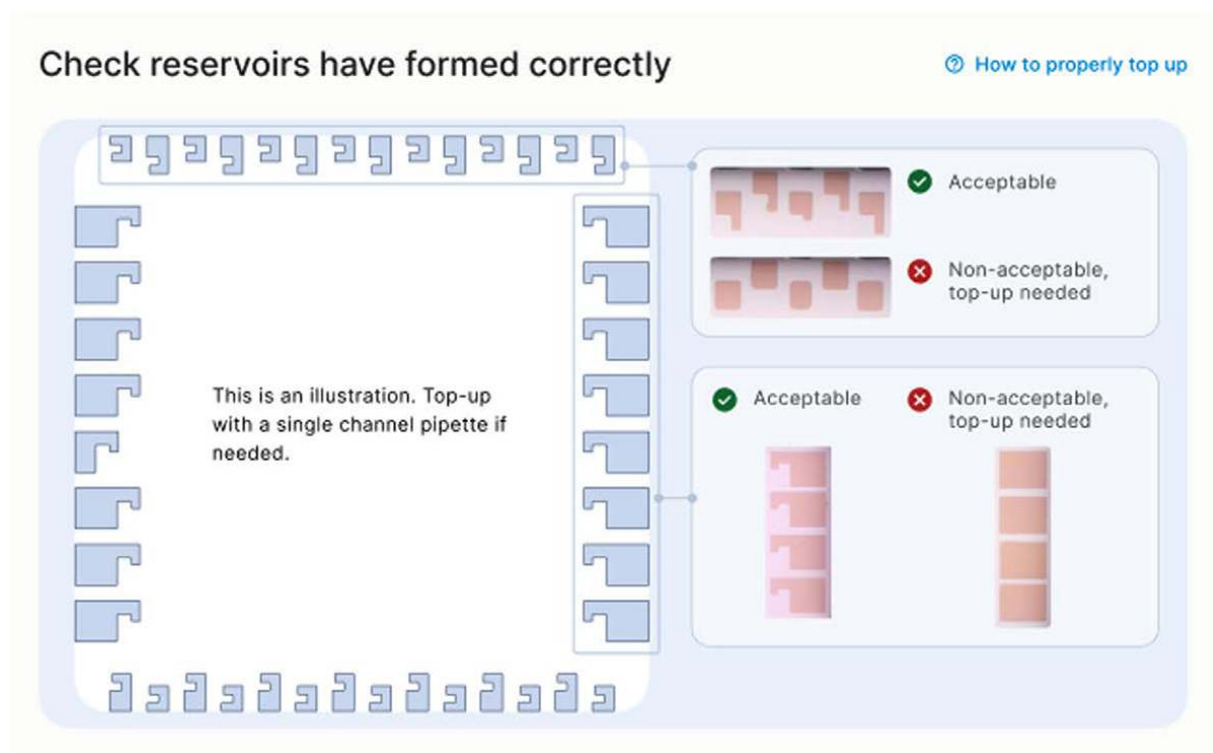 Check reservoirs have formed correctly
How to properly top up
Acceptable
Non-acceptable,
top-up needed
This is an illustration. Top-up
with a single channel pipette if
needed.
Acceptable
Non-acceptable,
top-up needed